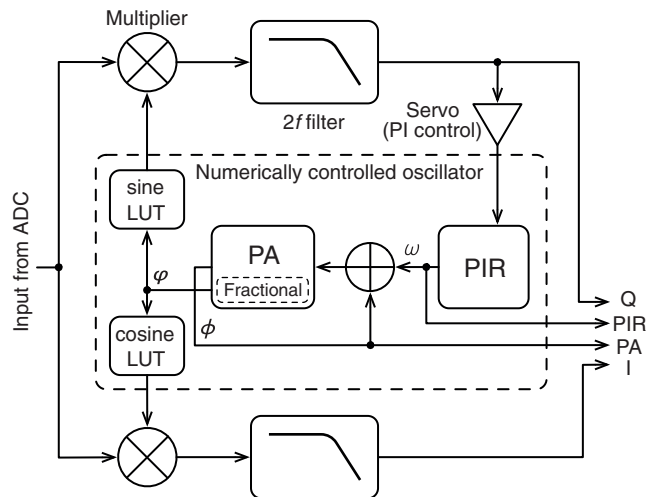 Multiplier
2f filter
Servo
(PI control)
Numerically controlled oscillator
sine
LUT
Input from ADC
φ
PA
Fractional
ω
PIR
ϕ
cosine
LUT
Q
PIR
PA
I